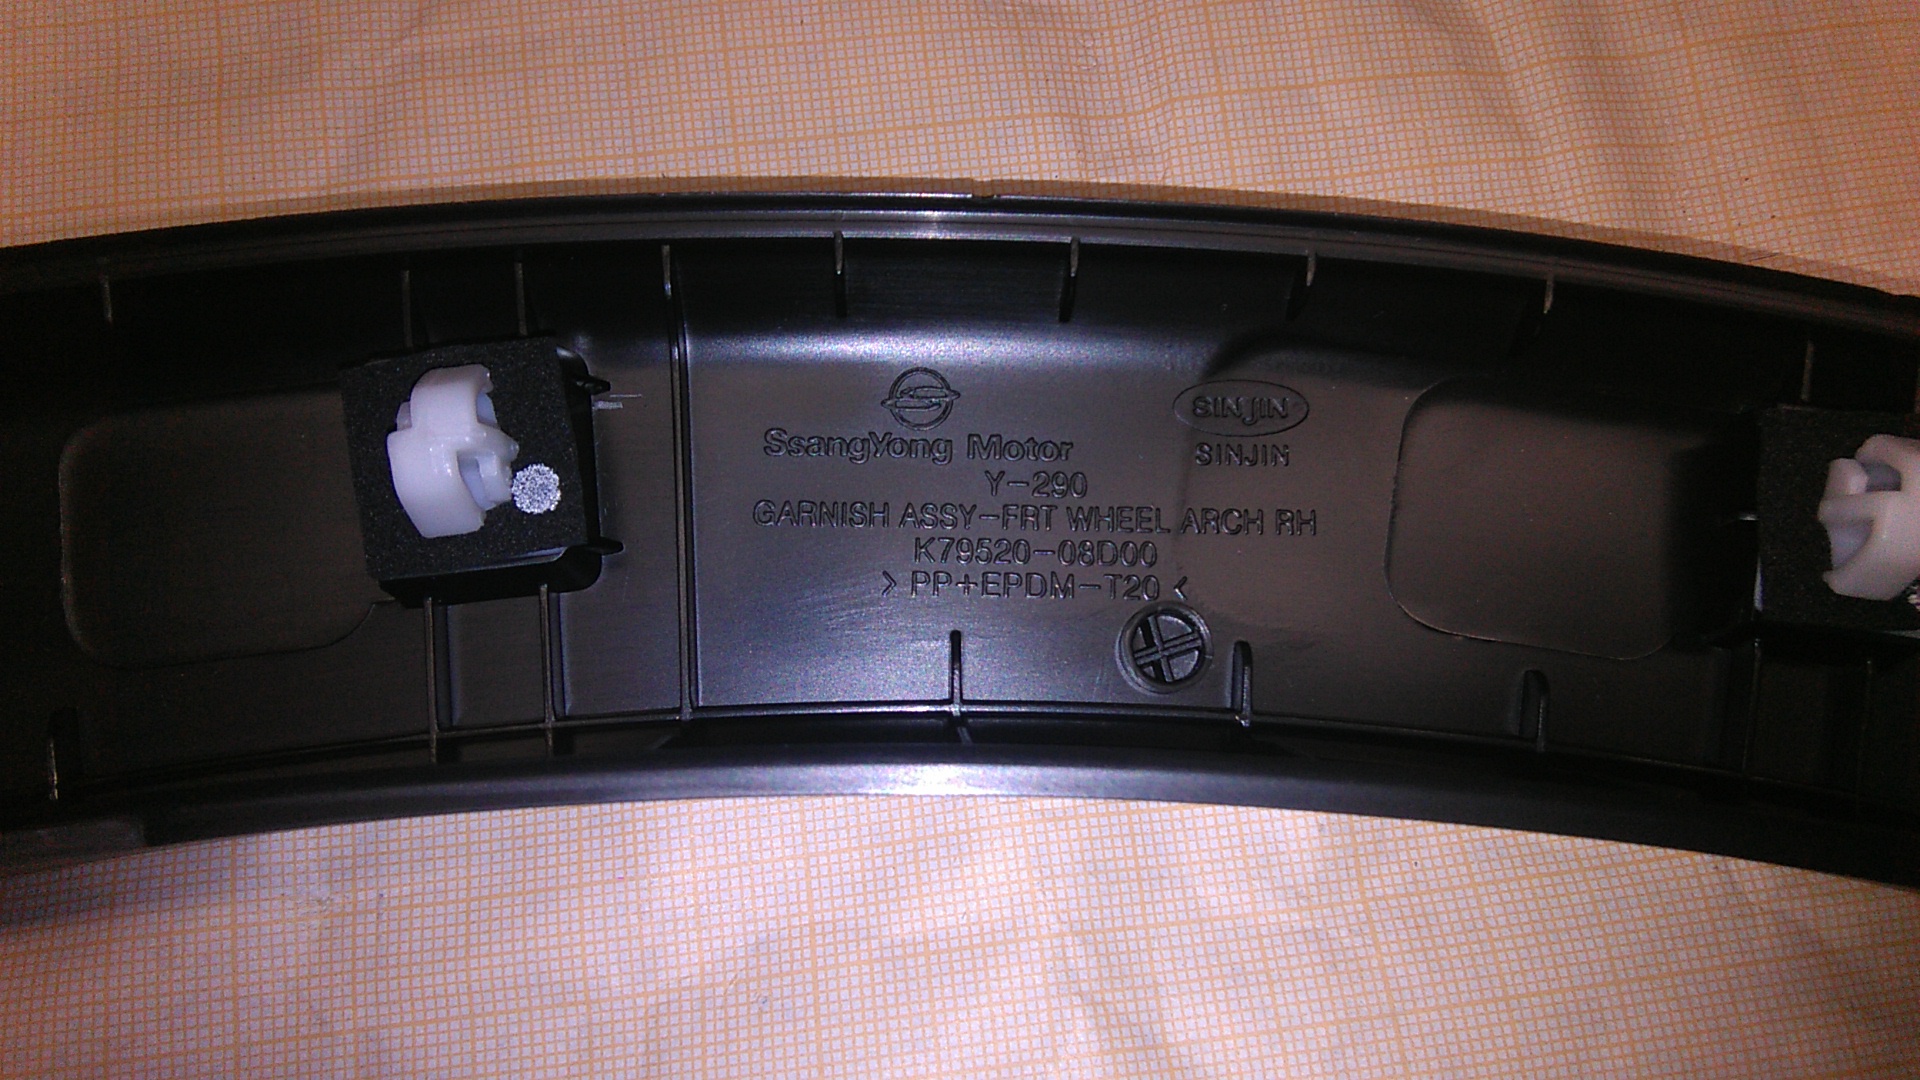 SsangYong Motor
SINJIN
SINJIN
Y-290
GARNISH ASSY-FRT WHEEL ARCH RH
K79520-08D00
> PP+EPDM-T20 <